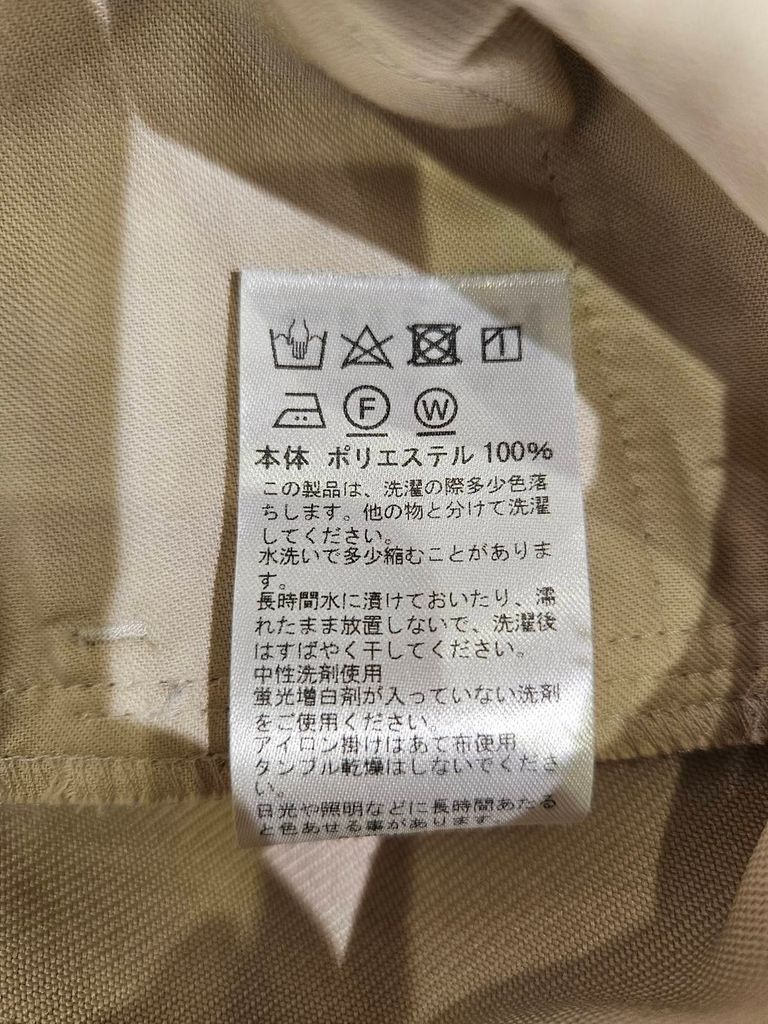 F W
本体 ポリエステル 100%
この製品は、洗濯の際多少色落
ちします。他の物と分けて洗濯
してください。
水洗いで多少縮むことがありま
す。
長時間水に漬けておいたり、濡
れたまま放置しないで、洗濯後
はすばやく干してください。
中性洗剤使用
蛍光増白剤が入っていない洗剤
をご使用ください。
アイロン掛けはあて布使用
タンブル乾燥はしないでくださ
い。
日光や照明などに長時間あたる
と色あせる事があります。